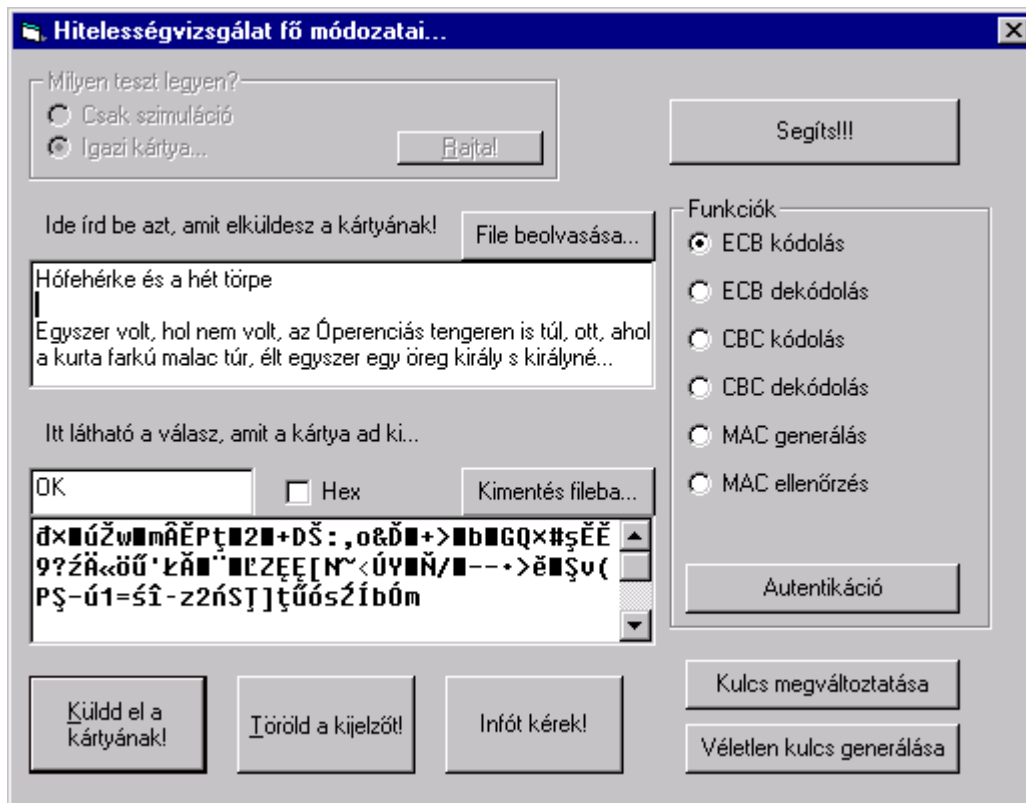 Hitelességvizsgálat fő módozatai...
Milyen teszt legyen?
Csak szimuláció
Igazi kártya...
Rajta!
Segíts!!!
Ide írd be azt, amit elküldesz a kártyának!
File beolvasása...
Hófehérke és a hét törpe
Egyszer volt, hol nem volt, az Óperenciás tengeren is túl, ott, ahol
a kurta farkú malac túr, élt egyszer egy öreg király s királyné...
Itt látható a válasz, amit a kártya ad ki...
OK
Hex
Kimentés fileba...
Funkciók
ECB kódolás
ECB dekódolás
CBC kódolás
CBC dekódolás
MAC generálás
MAC ellenőrzés
Autentikáció
Küldd el a
kártyának!
Töröld a kijelzőt!
Infót kérek!
Kulcs megváltoztatása
Véletlen kulcs generálása